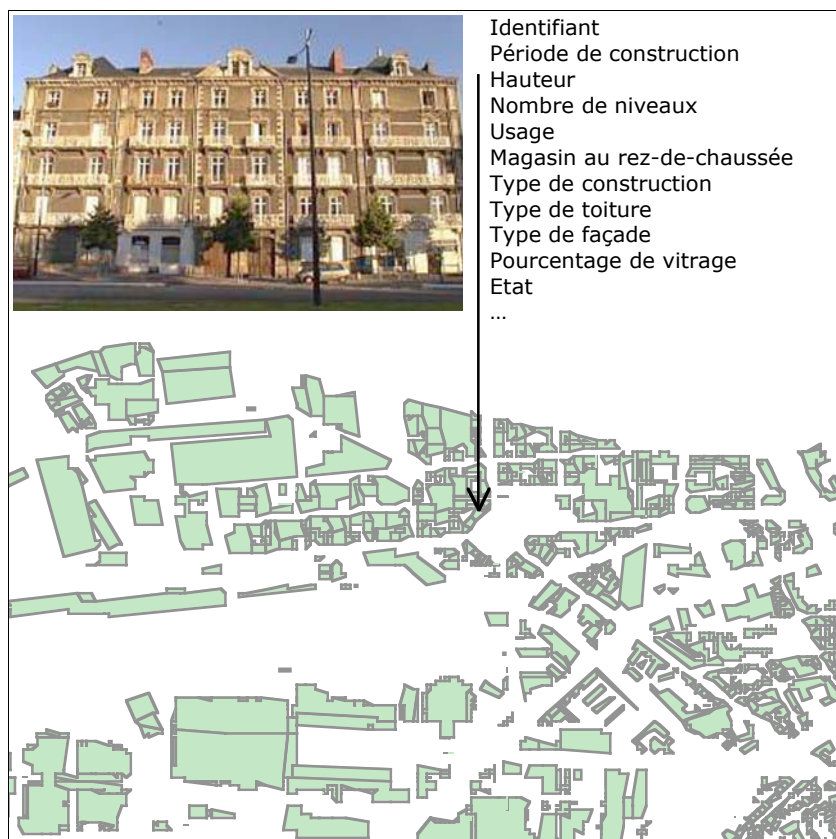 Identifiant
Période de construction
Hauteur
Nombre de niveaux
Usage
Magasin au rez-de-chaussée
Type de construction
Type de toiture
Type de façade
Pourcentage de vitrage
Etat
...